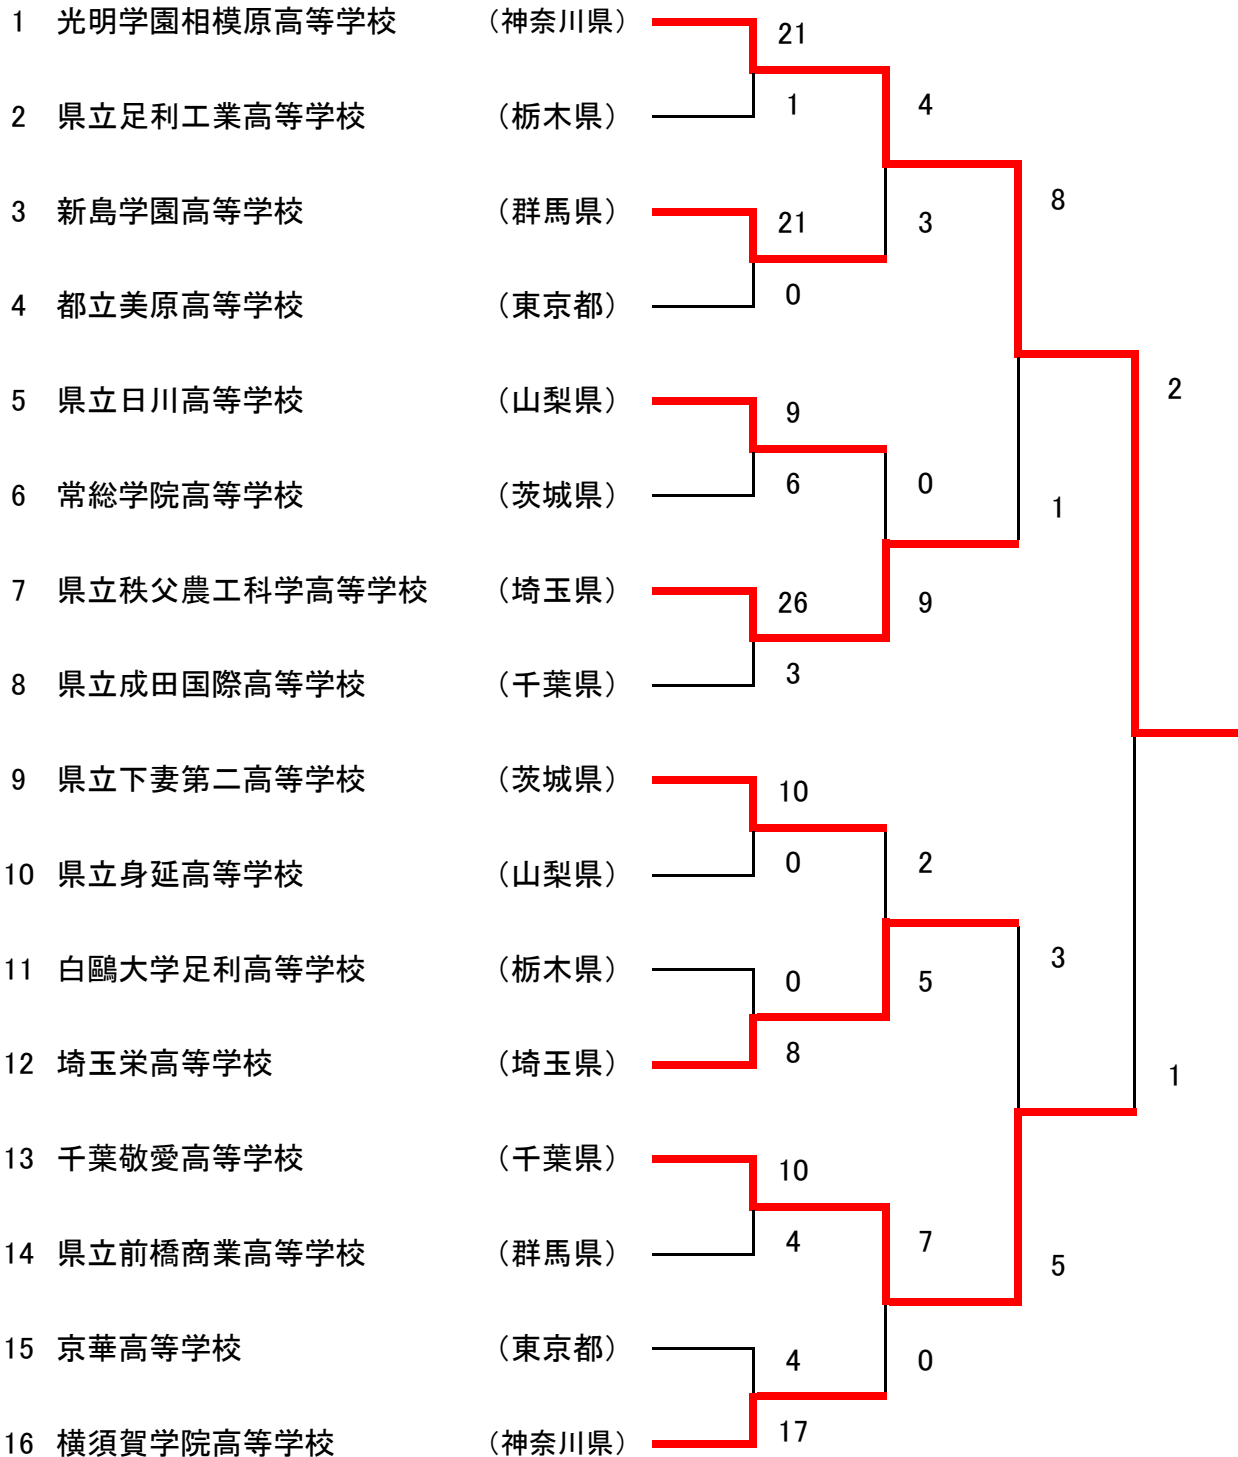 1 光明学園相模原高等学校 （神奈川県） 21
1 4
2 県立足利工業高等学校 （栃木県）
8
3 新島学園高等学校 （群馬県） 21 3
4 都立美原高等学校 （東京都） 0
2
5 県立日川高等学校 （山梨県） 9
6 常総学院高等学校 （茨城県） 6 0
1
7 県立秩父農工科学高等学校 （埼玉県） 26 9
8 県立成田国際高等学校 （千葉県） 3
9 県立下妻第二高等学校 （茨城県） 10
10 県立身延高等学校 （山梨県） 0 2
3
11 白鷗大学足利高等学校 （栃木県） 0 5
12 埼玉栄高等学校 （埼玉県） 8
1
13 千葉敬愛高等学校 （千葉県） 10
14 県立前橋商業高等学校 （群馬県） 4 7
5
15 京華高等学校 （東京都） 4 0
16 横須賀学院高等学校 （神奈川県） 17